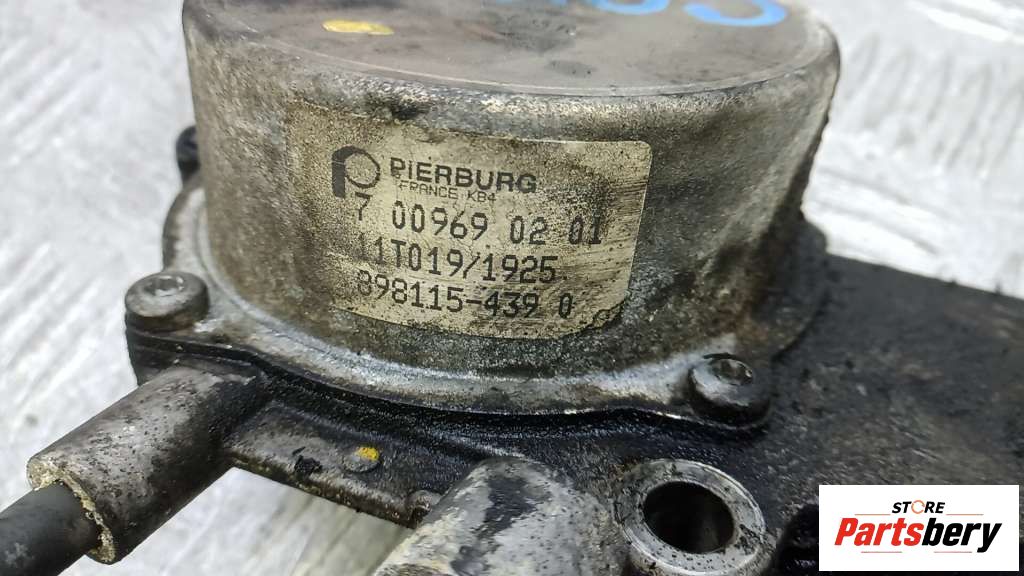 PIERBURG
FRANCE KB4
7 00969 02 01
11T019/1925
898115-439 0
STORE
Partsbery